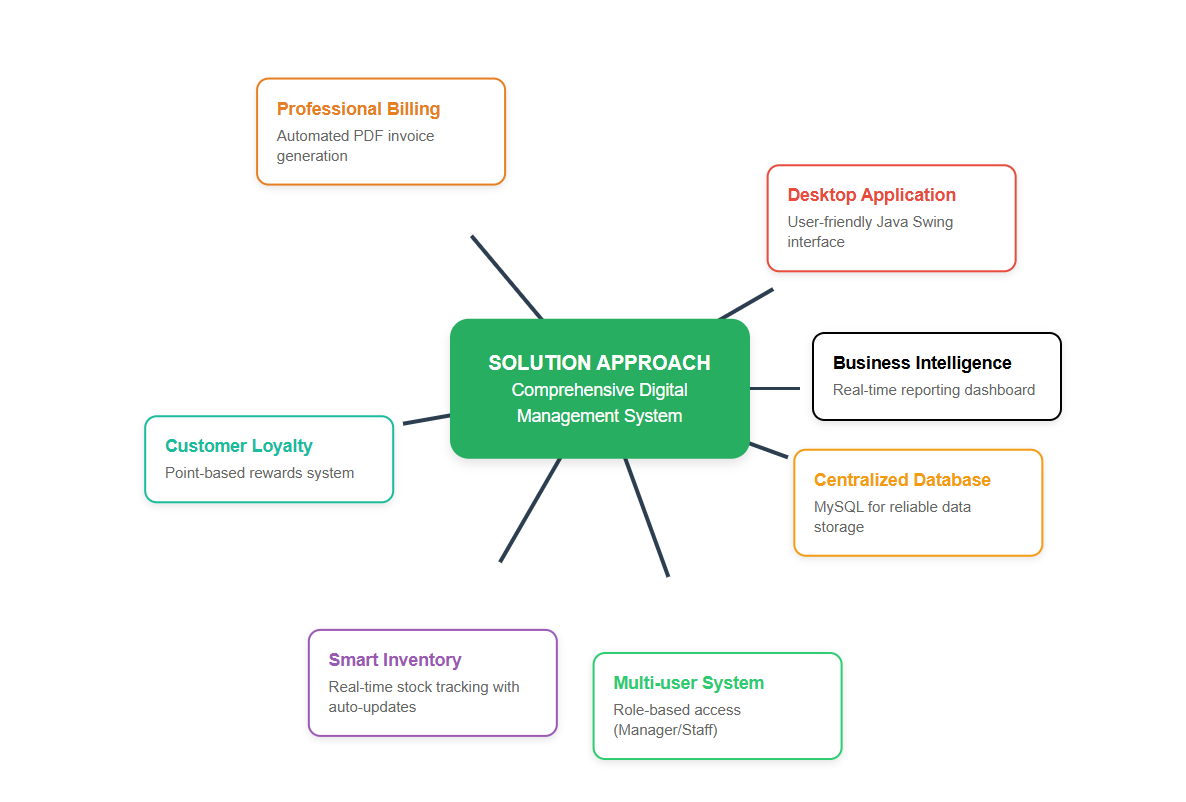 Professional Billing
Automated PDF invoice
generation
Desktop Application
User-friendly Java Swing
interface
SOLUTION APPROACH
Comprehensive Digital
Management System
Business Intelligence
Real-time reporting dashboard
Customer Loyalty
Point-based rewards system
Centralized Database
MySQL for reliable data
storage
Smart Inventory
Real-time stock tracking with
auto-updates
Multi-user System
Role-based access
(Manager/Staff)